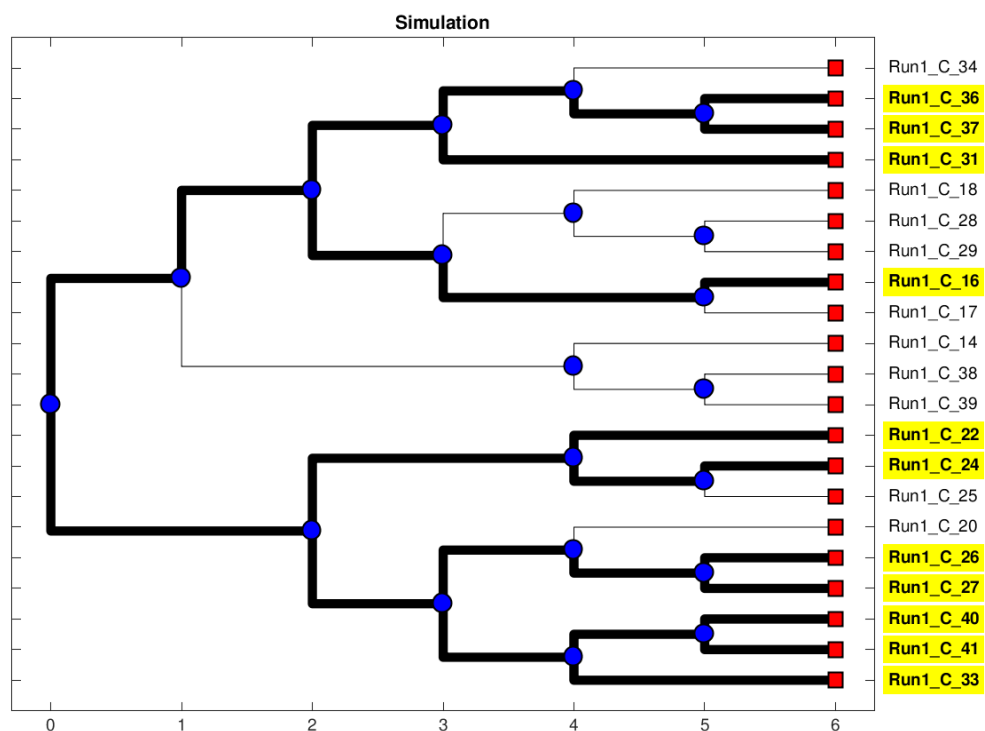 Simulation
Run1_C_34
Run1_C_36
Run1_C_37
Run1_C_31
Run1_C_18
Run1_C_28
Run1_C_29
Run1_C_16
Run1_C_17
Run1_C_14
Run1_C_38
Run1_C_39
Run1_C_22
Run1_C_24
Run1_C_25
Run1_C_20
Run1_C_26
Run1_C_27
Run1_C_40
Run1_C_41
Run1_C_33
0 1 2 3 4 5 6